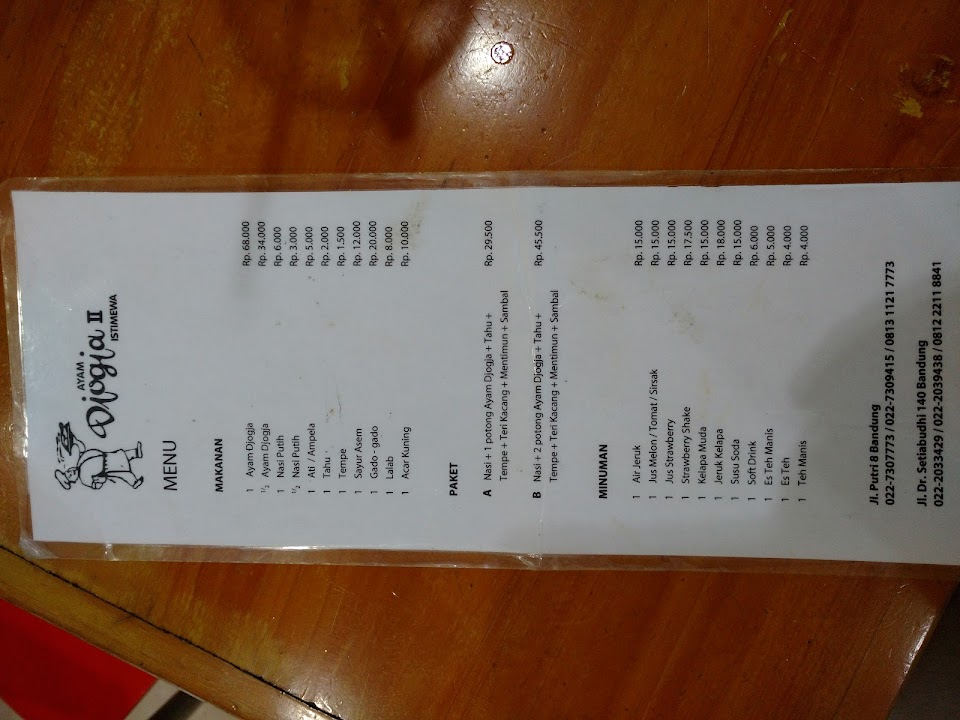 AYAM
Djogja II
ISTIMEWA
MENU
MAKANAN
1 Ayam Djogja Rp. 68.000
½ Ayam Djogja Rp. 34.000
1 Nasi Putih Rp. 6.000
½ Nasi Putih Rp. 3.000
1 Ati / Ampela Rp. 5.000
1 Tahu Rp. 2.000
1 Tempe Rp. 1.500
1 Sayur Asem Rp. 12.000
1 Gado - gado Rp. 20.000
1 Lalab Rp. 8.000
1 Acar Kuning Rp. 10.000
PAKET
A Nasi + 1 potong Ayam Djogja + Tahu + Rp. 29.500
Tempe + Teri Kacang + Mentimun + Sambal
B Nasi + 2 potong Ayam Djogja + Tahu + Rp. 45.500
Tempe + Teri Kacang + Mentimun + Sambal
MINUMAN
1 Air Jeruk Rp. 15.000
1 Jus Melon / Tomat / Sirsak Rp. 15.000
1 Jus Strawberry Rp. 15.000
1 Strawberry Shake Rp. 17.500
1 Kelapa Muda Rp. 15.000
1 Jeruk Kelapa Rp. 18.000
1 Susu Soda Rp. 15.000
1 Soft Drink Rp. 6.000
1 Es Teh Manis Rp. 5.000
1 Es Teh Rp. 4.000
1 Teh Manis Rp. 4.000
Jl. Putri 8 Bandung
022-7307773 / 022-7309415 / 0813 1121 7773
Jl. Dr. Setiabudhi 140 Bandung
022-2033429 / 022-2039438 / 0812 2211 8841